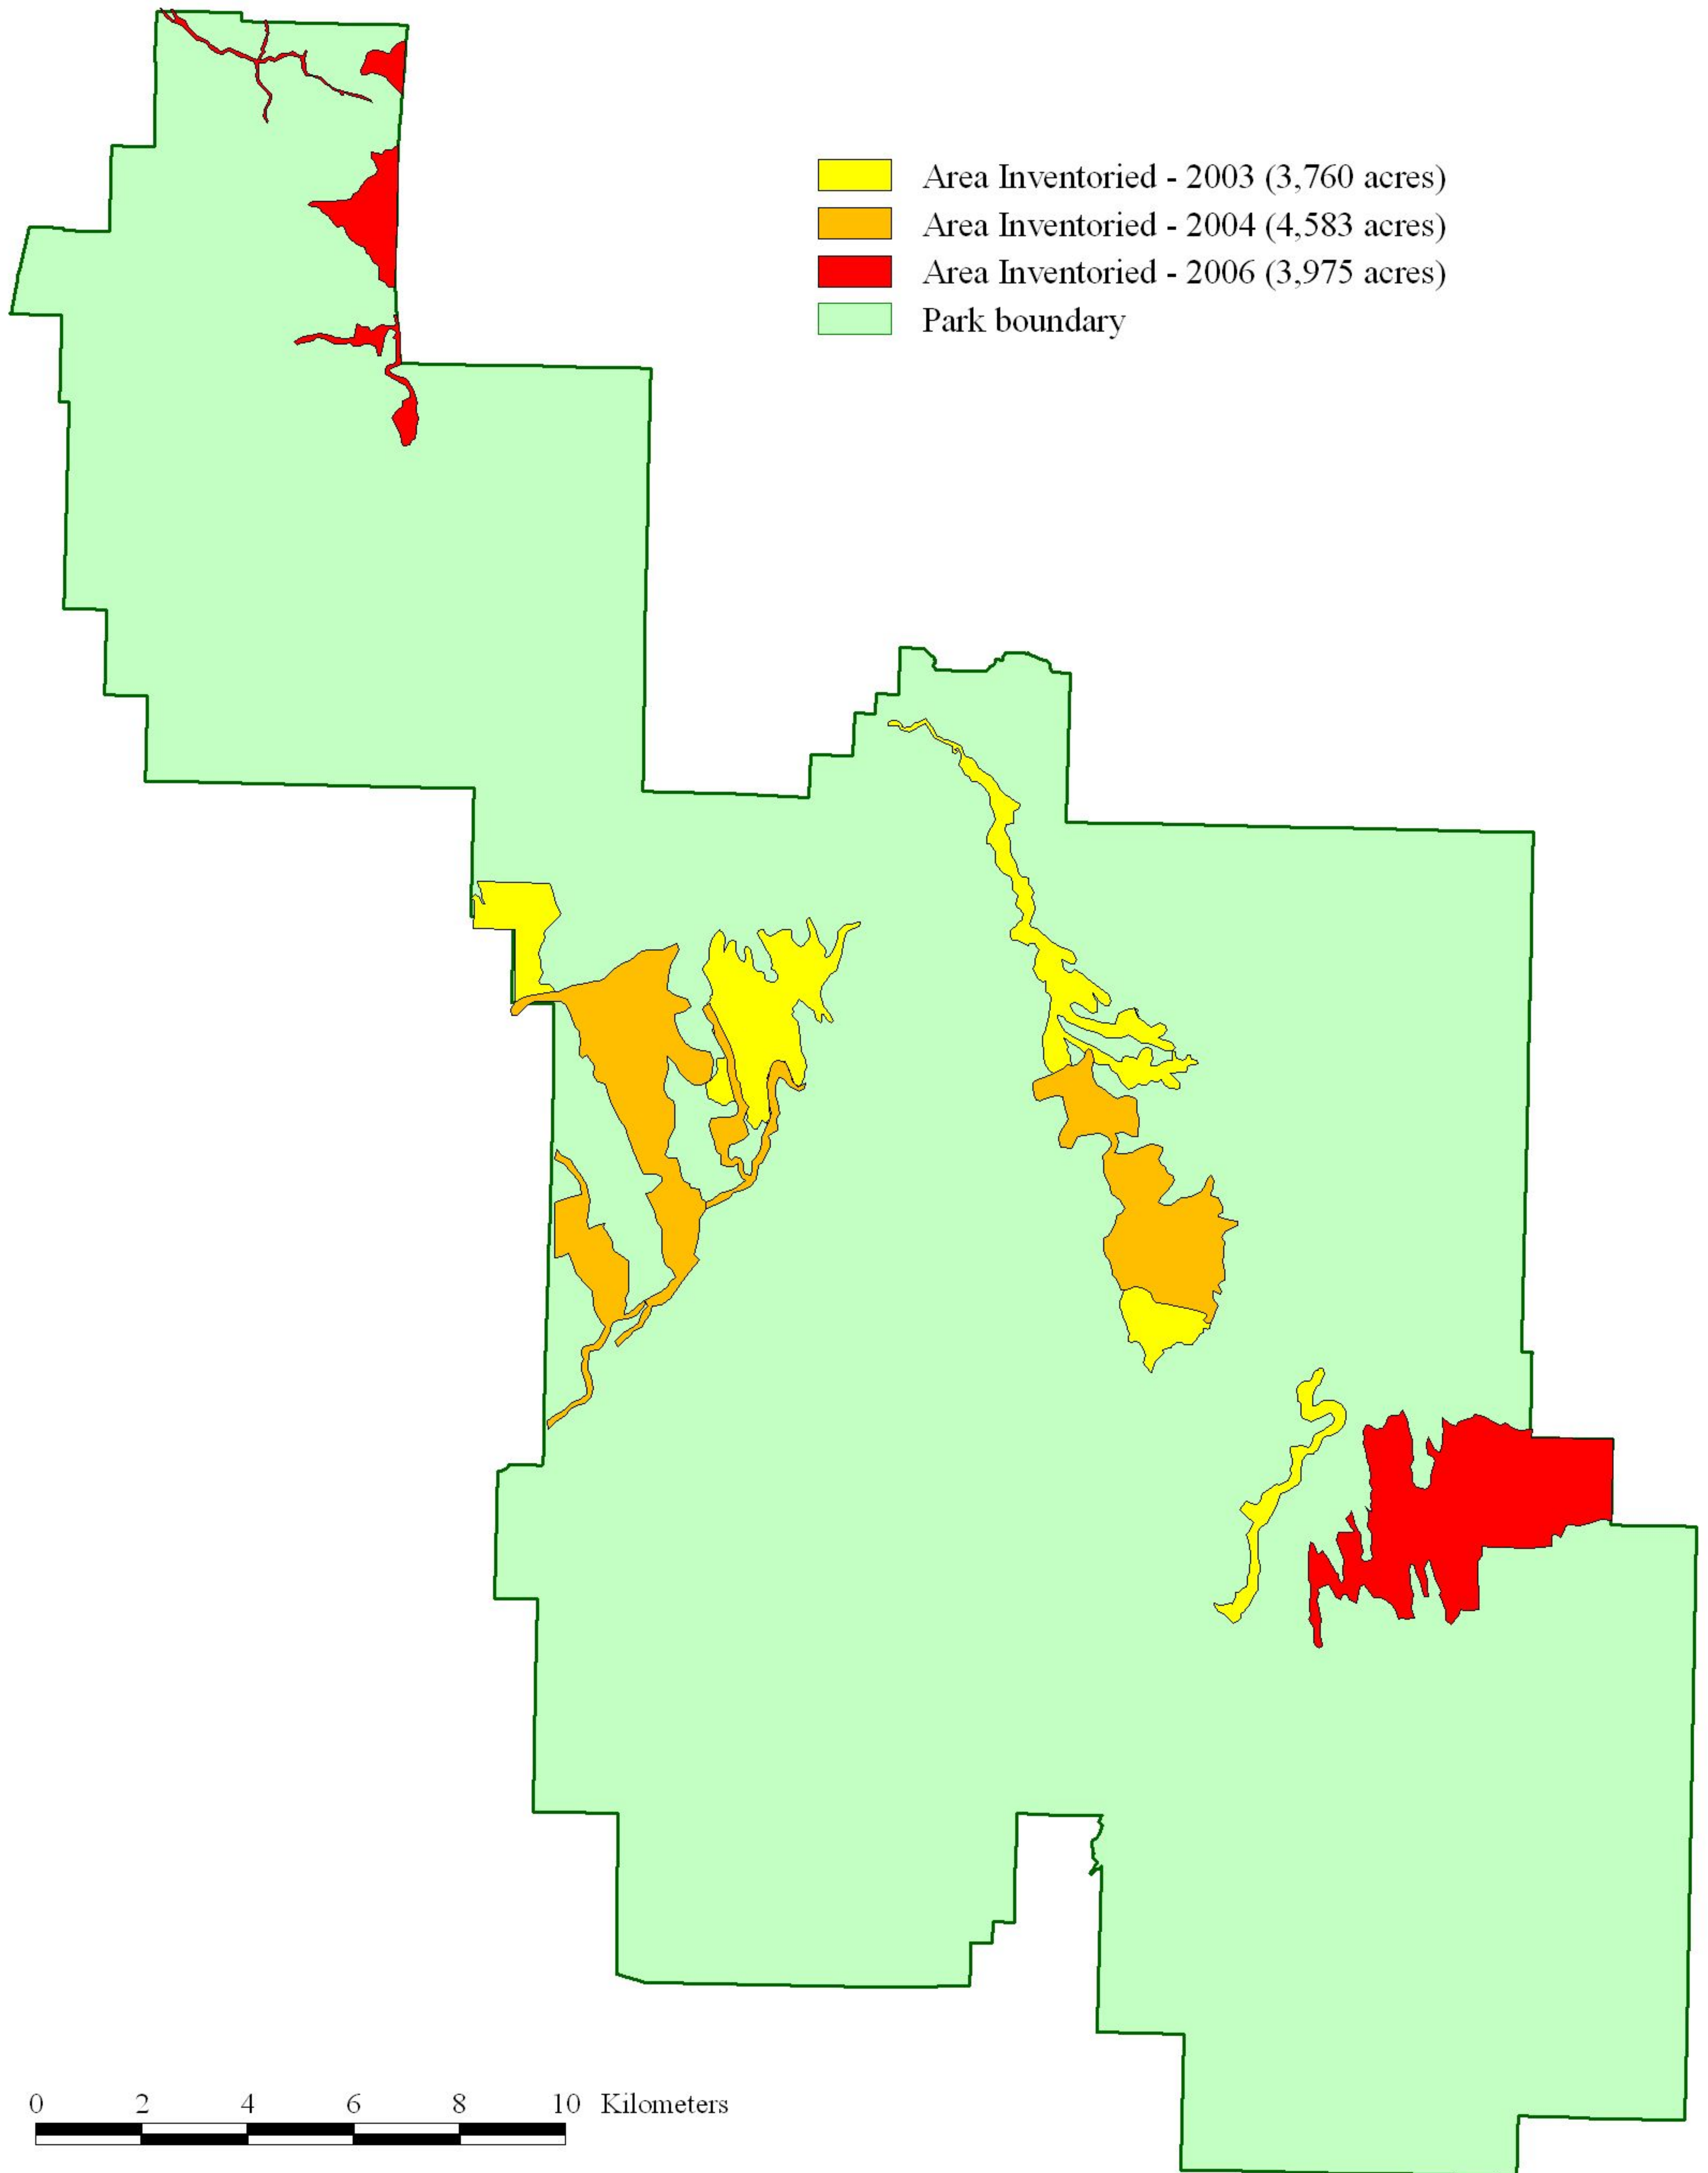 Area Inventoried - 2003 (3,760 acres)
Area Inventoried - 2004 (4,583 acres)
Area Inventoried - 2006 (3,975 acres)
Park boundary
0 2 4 6 8 10 Kilometers